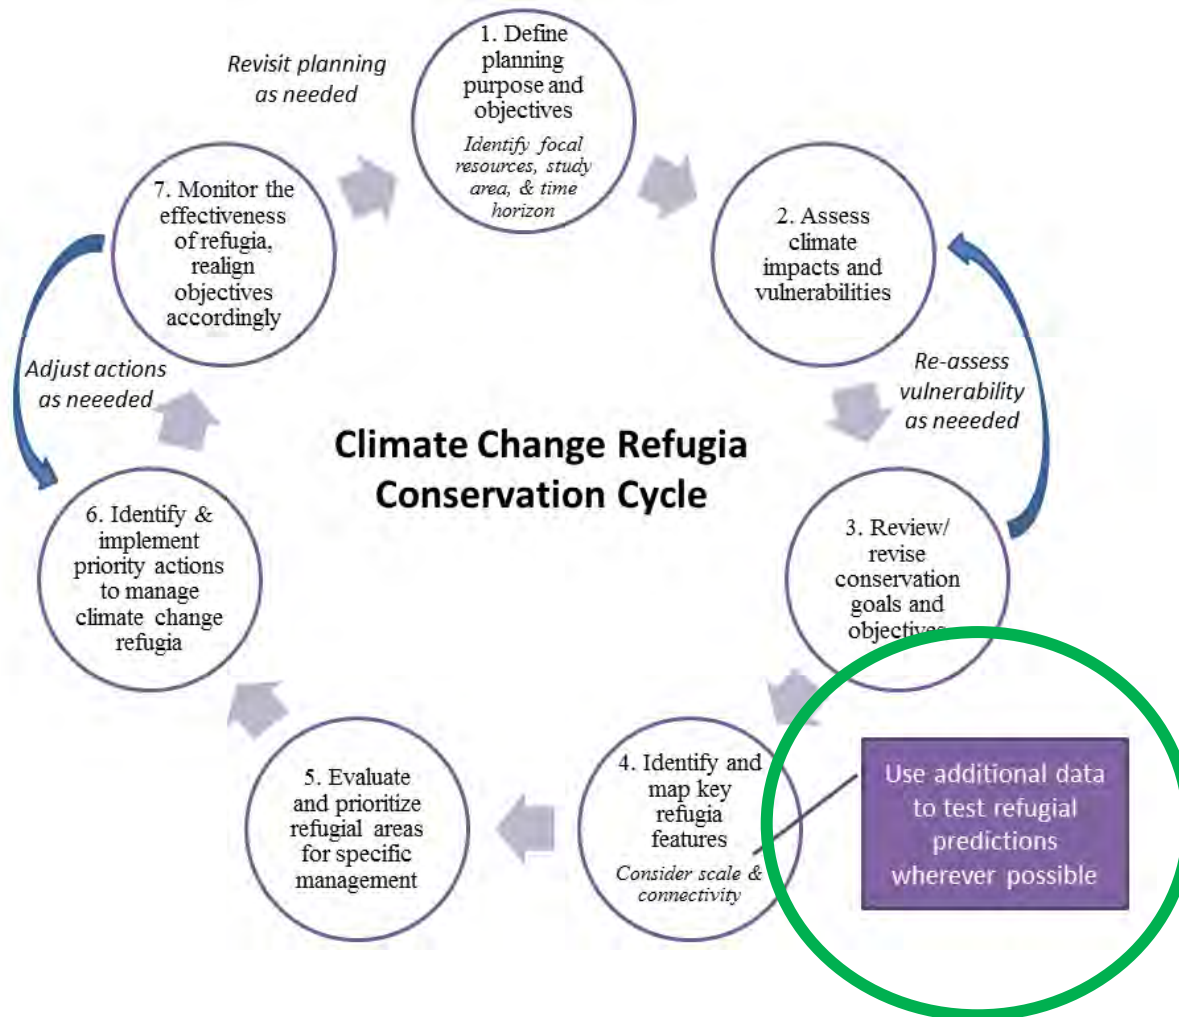 Revisit planning
as needed
1. Define
planning
purpose and
objectives
Identify focal
resources, study
area, & time
horizon
2. Assess
climate
impacts and
vulnerabilities
Re-assess
vulnerability
as neeeded
3. Review/
revise
conservation
goals and
objectives
Use additional data
to test refugial
predictions
wherever possible
4. Identify and
map key
refugia
features
Consider scale &
connectivity
5. Evaluate
and prioritize
refugial areas
for specific
management
6. Identify &
implement
priority actions
to manage
climate change
refugia
Adjust actions
as neeeded
7. Monitor the
effectiveness
of refugia,
realign
objectives
accordingly
Climate Change Refugia
Conservation Cycle